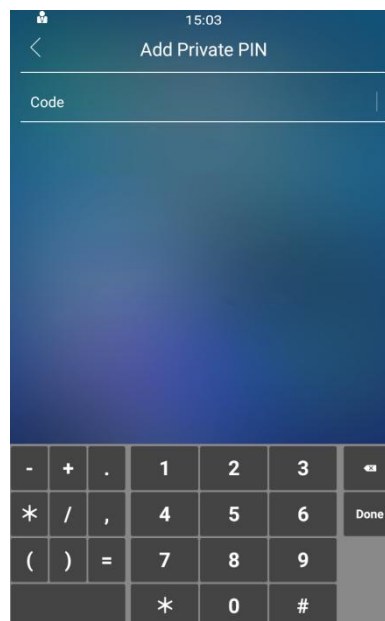 15:03
Add Private PIN
Code
- + . 1 2 3
* / , 4 5 6 Done
( ) = 7 8 9
* 0 #